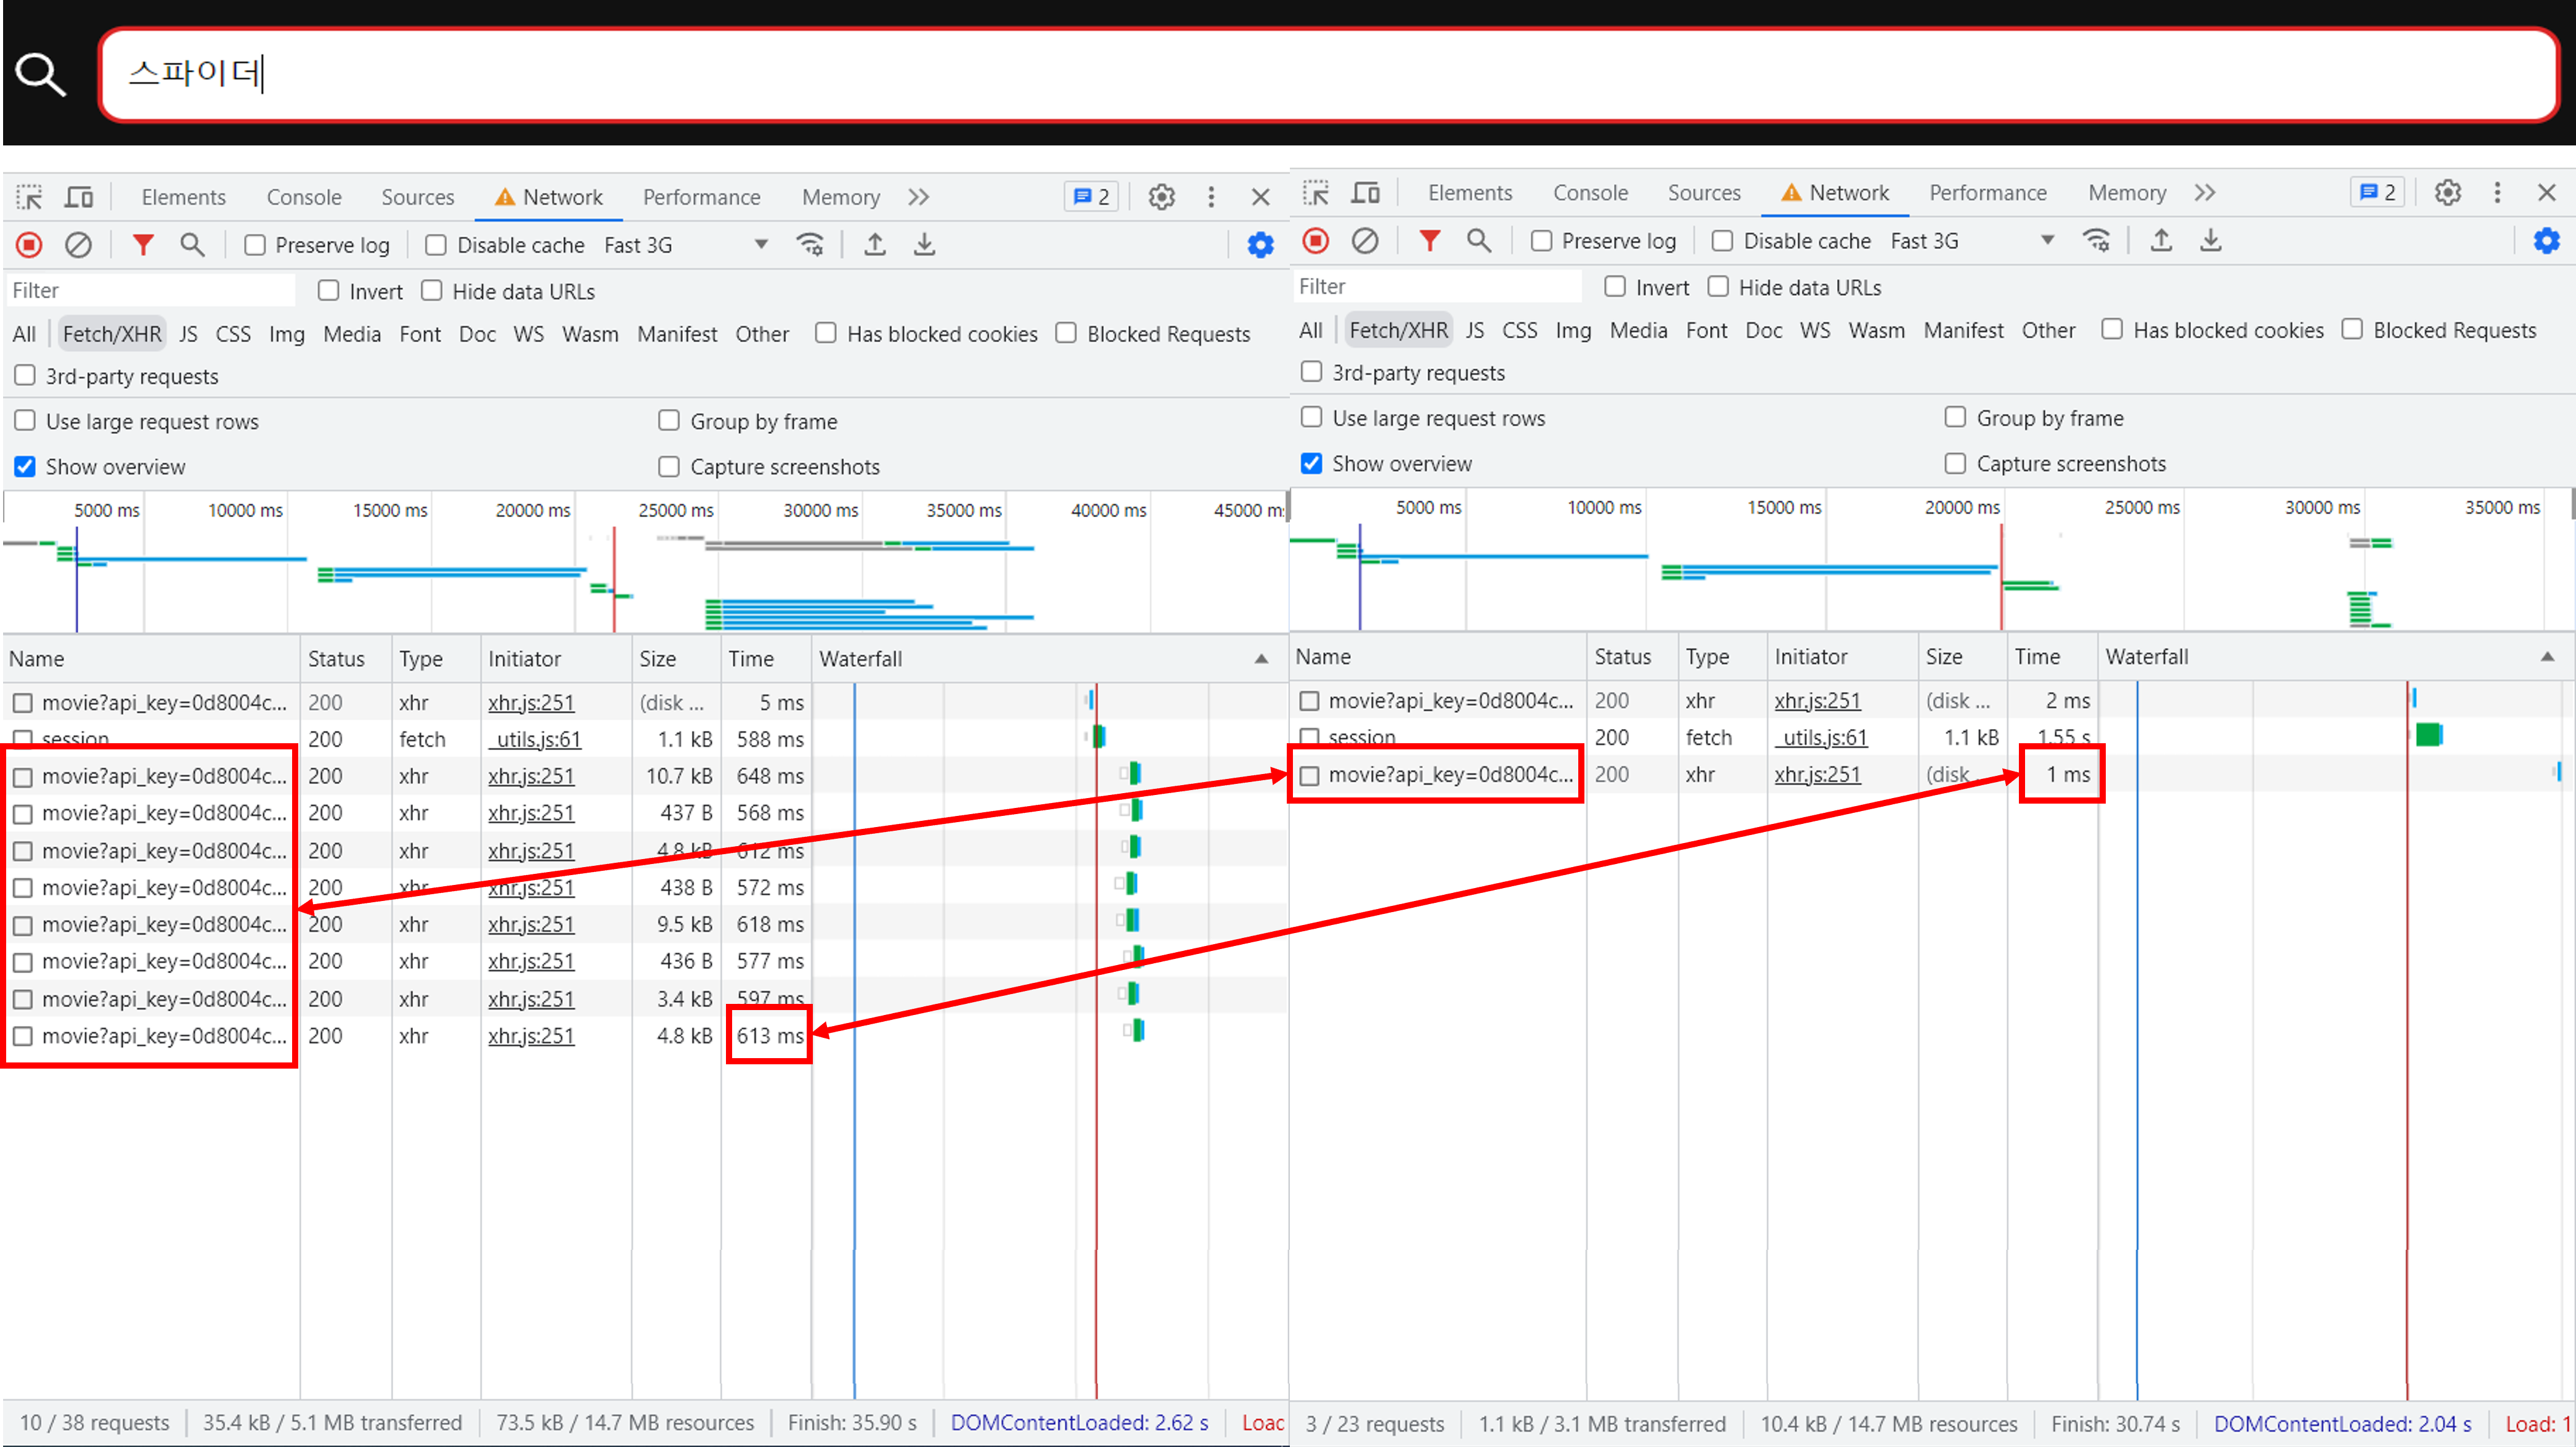 스파이더
Elements Console Sources Network Performance Memory 2
Preserve log Disable cache Fast 3G
Filter Invert Hide data URLs
All Fetch/XHR JS CSS Img Media Font Doc WS Wasm Manifest Other Has blocked cookies Blocked Requests
3rd-party requests
Use large request rows Group by frame
Show overview Capture screenshots
5000 ms 10000 ms 15000 ms 20000 ms 25000 ms 30000 ms 35000 ms 40000 ms 45000 m
Name Status Type Initiator Size Time Waterfall
movie?api_key=0d8004c... 200 xhr xhr.js:251 (disk ... 5 ms
session 200 fetch _utils.js:61 1.1 kB 588 ms
movie?api_key=0d8004c... 200 xhr xhr.js:251 10.7 kB 648 ms
movie?api_key=0d8004c... 200 xhr xhr.js:251 437 B 568 ms
movie?api_key=0d8004c... 200 xhr xhr.js:251 4.8 kB 612 ms
movie?api_key=0d8004c... 200 xhr xhr.js:251 438 B 572 ms
movie?api_key=0d8004c... 200 xhr xhr.js:251 9.5 kB 618 ms
movie?api_key=0d8004c... 200 xhr xhr.js:251 436 B 577 ms
movie?api_key=0d8004c... 200 xhr xhr.js:251 3.4 kB 597 ms
movie?api_key=0d8004c... 200 xhr xhr.js:251 4.8 kB 613 ms
10 / 38 requests 35.4 kB / 5.1 MB transferred 73.5 kB / 14.7 MB resources Finish: 35.90 s DOMContentLoaded: 2.62 s Load
Elements Console Sources Network Performance Memory 2
Preserve log Disable cache Fast 3G
Filter Invert Hide data URLs
All Fetch/XHR JS CSS Img Media Font Doc WS Wasm Manifest Other Has blocked cookies Blocked Requests
3rd-party requests
Use large request rows Group by frame
Show overview Capture screenshots
5000 ms 10000 ms 15000 ms 20000 ms 25000 ms 30000 ms 35000 ms
Name Status Type Initiator Size Time Waterfall
movie?api_key=0d8004c... 200 xhr xhr.js:251 (disk ... 2 ms
session 200 fetch _utils.js:61 1.1 kB 1.55 s
movie?api_key=0d8004c... 200 xhr xhr.js:251 (disk ... 1 ms
3 / 23 requests 1.1 kB / 3.1 MB transferred 10.4 kB / 14.7 MB resources Finish: 30.74 s DOMContentLoaded: 2.04 s Load: 1